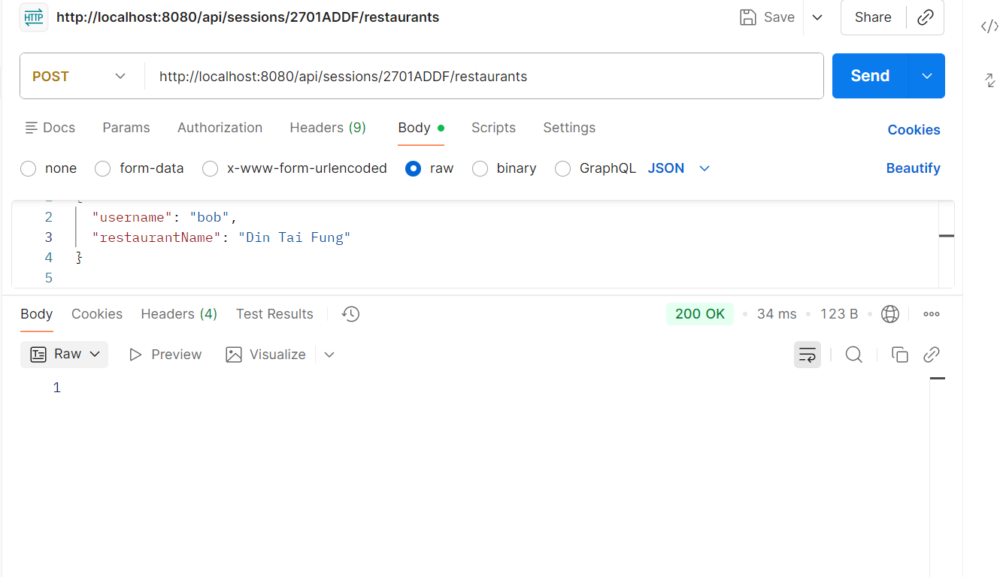 HTTP http://localhost:8080/api/sessions/2701ADDF/restaurants Save Share
POST http://localhost:8080/api/sessions/2701ADDF/restaurants Send
Docs Params Authorization Headers (9) Body Scripts Settings Cookies
none form-data x-www-form-urlencoded raw binary GraphQL JSON Beautify
2 "username": "bob",
3 "restaurantName": "Din Tai Fung"
4 }
5
Body Cookies Headers (4) Test Results 200 OK • 34 ms • 123 B •
Raw Preview Visualize
1